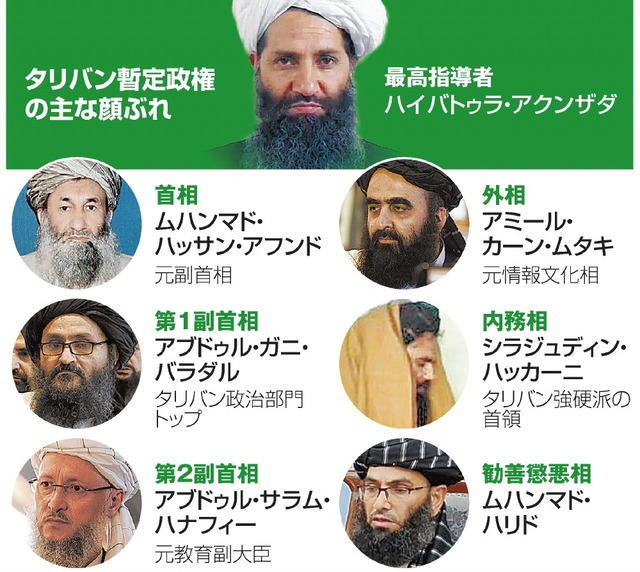 タリバン暫定政権
の主な顔ぶれ
最高指導者
ハイバトゥラ・アクンザダ
首相
ムハンマド・
ハッサン・アフンド
元副首相
外相
アミール・
カーン・ムタキ
元情報文化相
第1副首相
アブドゥル・ガニ・
バラダル
タリバン政治部門
トップ
内務相
シラジュディン・
ハッカーニ
タリバン強硬派の
首領
第2副首相
アブドゥル・サラム・
ハナフィー
元教育副大臣
勧善懲悪相
ムハンマド・
ハリド